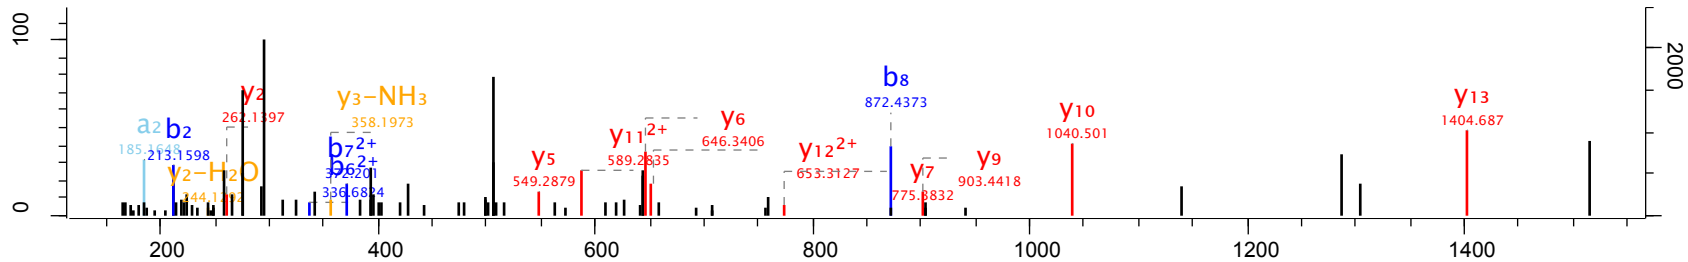 100
0
2000
a2
185.1648
b2
213.1598
y2-H2O
244.1292
y2
262.1397
y3-NH3
358.1973
b7 2+
372.201
b6 2+
336.6824
y5
549.2879
y11 2+
589.2835
y6
646.3406
y12 2+
653.3127
b8
872.4373
y7
775.3832
y9
903.4418
y10
1040.501
y13
1404.687
200
400
600
800
1000
1200
1400